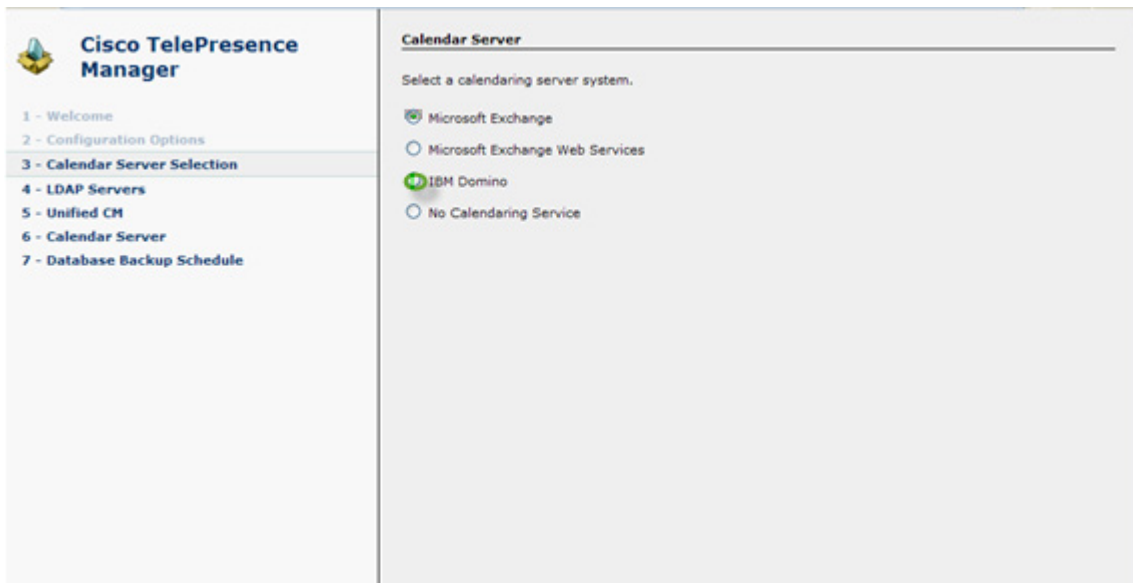 Cisco TelePresence
Manager
1 - Welcome
2 - Configuration Options
3 - Calendar Server Selection
4 - LDAP Servers
5 - Unified CM
6 - Calendar Server
7 - Database Backup Schedule
Calendar Server
Select a calendaring server system.
Microsoft Exchange
Microsoft Exchange Web Services
IBM Domino
No Calendaring Service